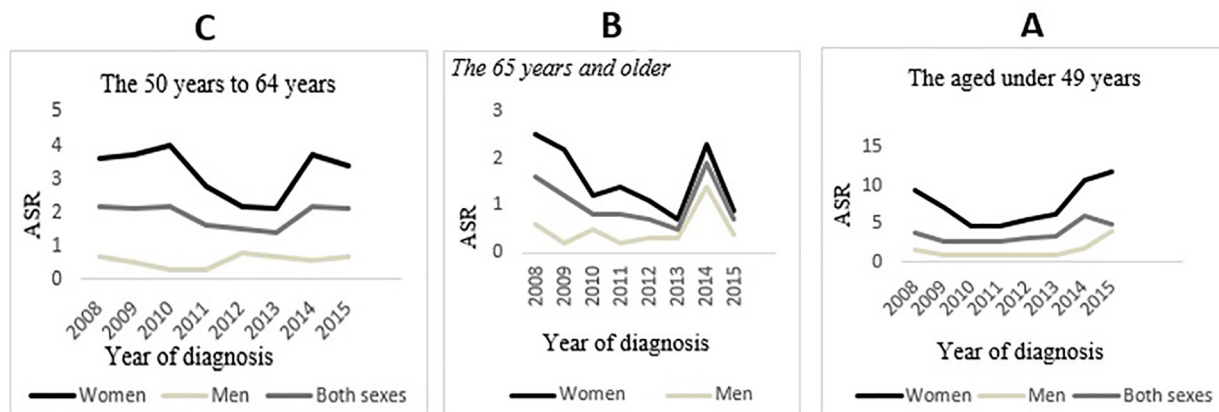 C
The 50 years to 64 years
5
4
3
2
1
0
ASR
2008 2009 2010 2011 2012 2013 2014 2015
Year of diagnosis
Women Men Both sexes
B
The 65 years and older
3
2
1
0
ASR
2008 2009 2010 2011 2012 2013 2014 2015
Year of diagnosis
Women Men
A
The aged under 49 years
15
10
5
0
ASR
2008 2009 2010 2011 2012 2013 2014 2015
Year of diagnosis
Women Men Both sexes